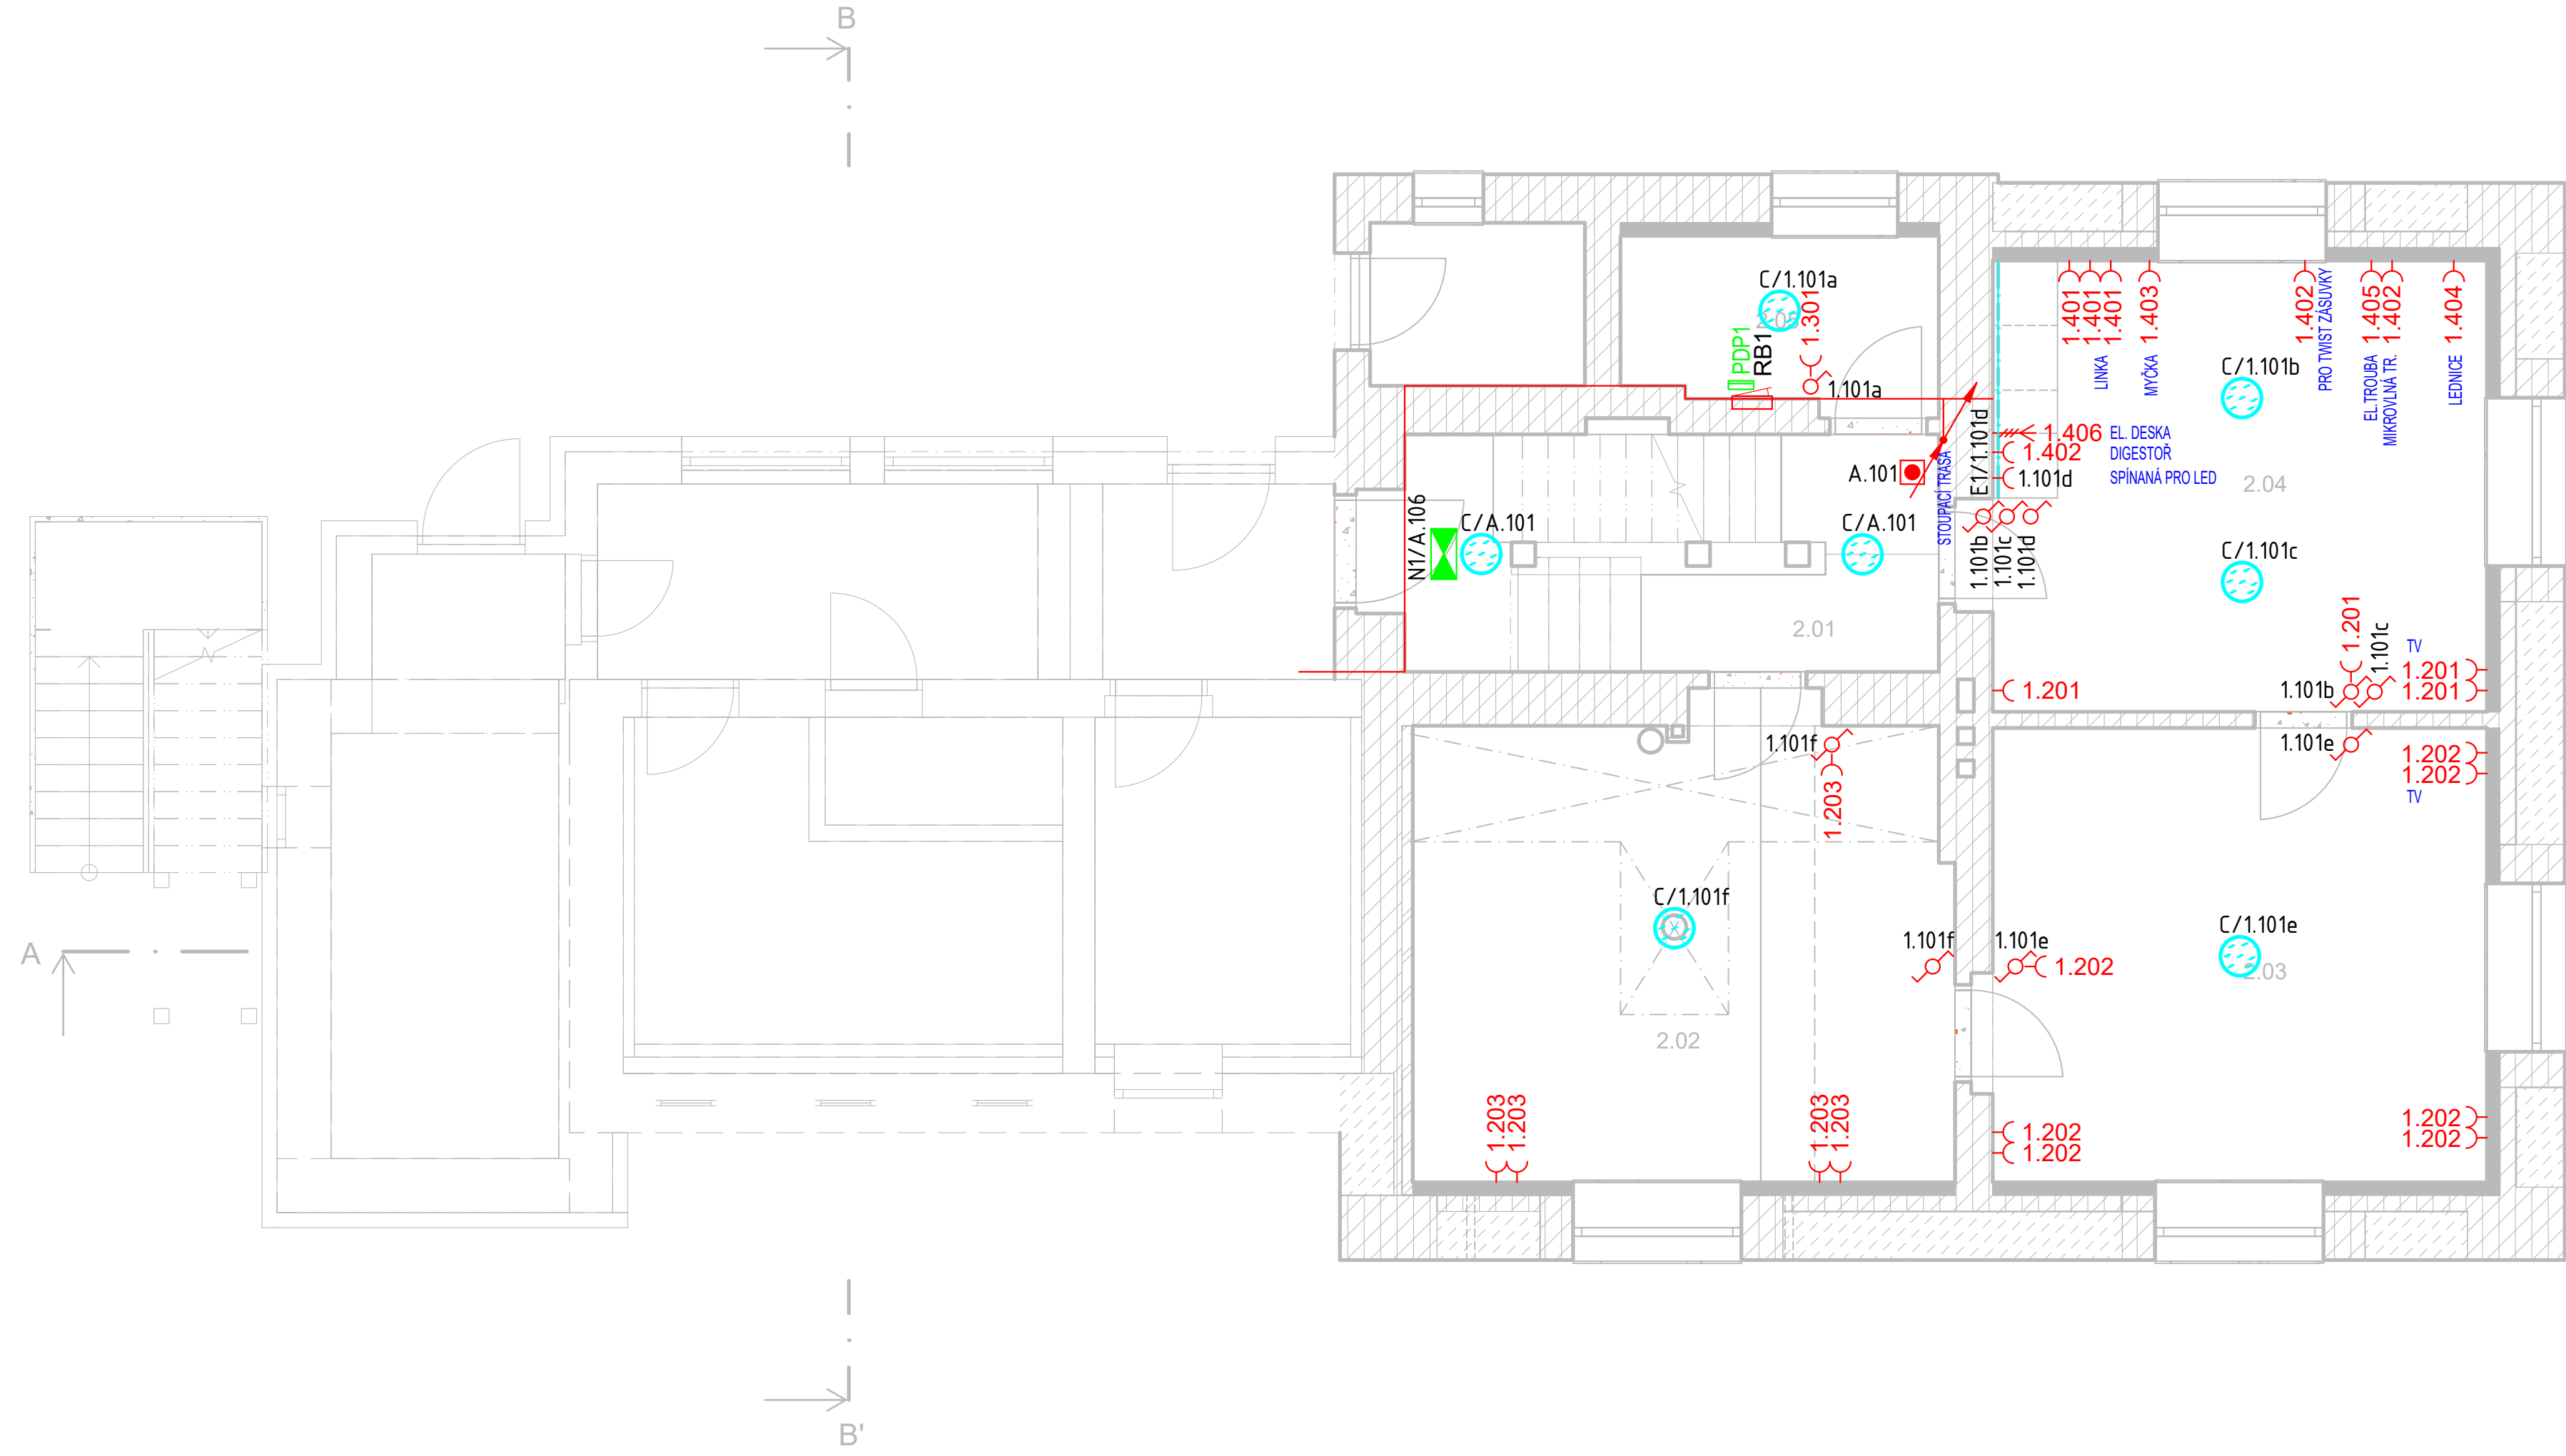 B
C/1.101a
2.05
1.301
PDP1
RB1
1.101a
1.401
1.401
1.401
LINKA
1.403
MYČKA
1.402
PRO TWIST ZÁSUVKY
1.405
EL.TROUBA
1.402
MIKROVLNÁ TR.
1.404
LEDNICE
C/1.101b
1.406 EL. DESKA
1.402 DIGESTOŘ
1.101d SPÍNANÁ PRO LED
E1/1.101d
2.04
A.101
STOUPACÍ TRASA
N1/A.106
C/A.101
C/A.101
1.101b
1.101c
1.101d
C/1.101c
2.01
1.201
1.101c
TV
1.201
1.201
1.201
1.101b
1.101f
1.203
1.101e
1.202
1.202
TV
C/1.101f
1.101f
1.101e
1.202
C/1.101e
2.03
A
2.02
1.203
1.203
1.203
1.203
1.202
1.202
1.202
1.202
B'